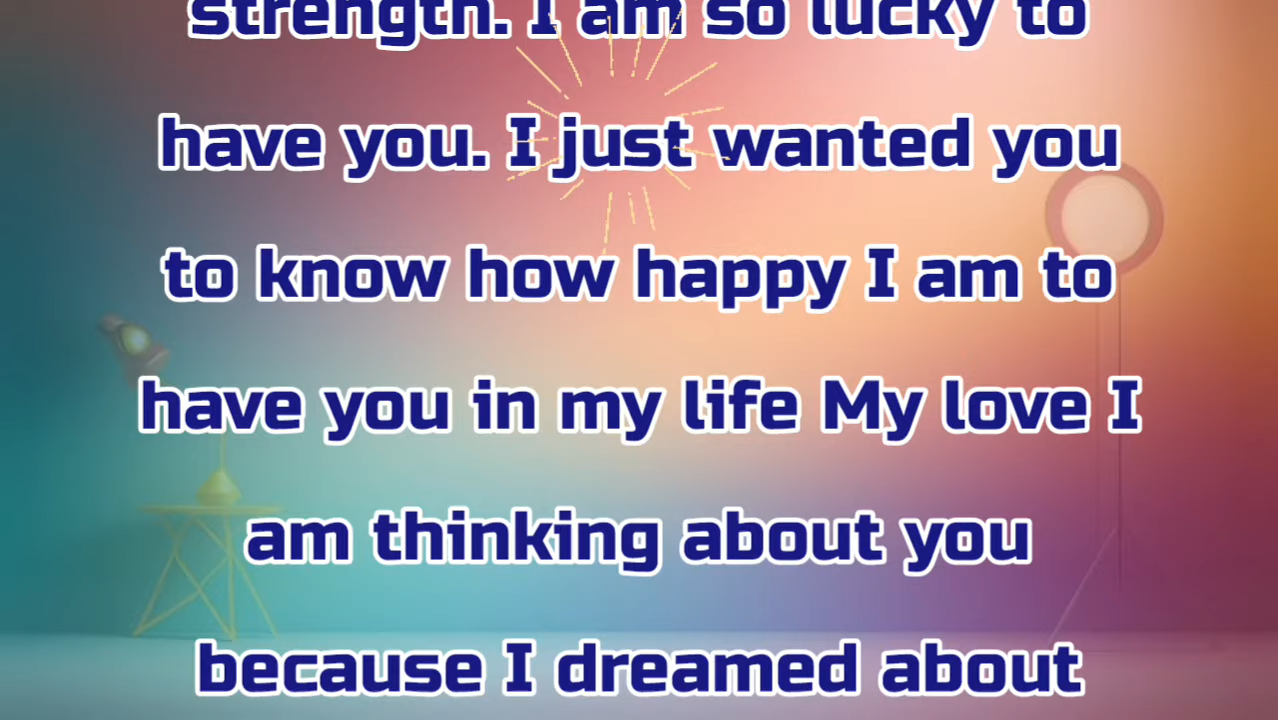 strength. I am so lucky to
have you. I just wanted you
to know how happy I am to
have you in my life My love I
am thinking about you
because I dreamed about